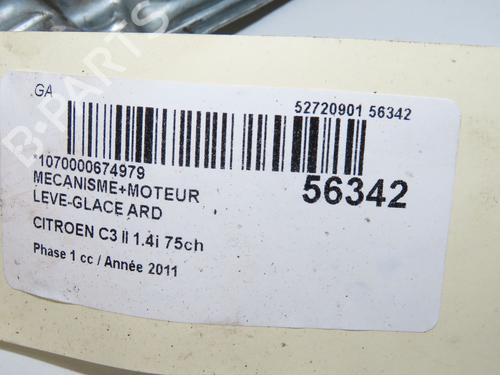 GA
52720901 56342
*1070000674979
MECANISME+MOTEUR
LEVE-GLACE ARD
56342
CITROEN C3 II 1.4i 75ch
Phase 1 cc / Année 2011
B-PARTS